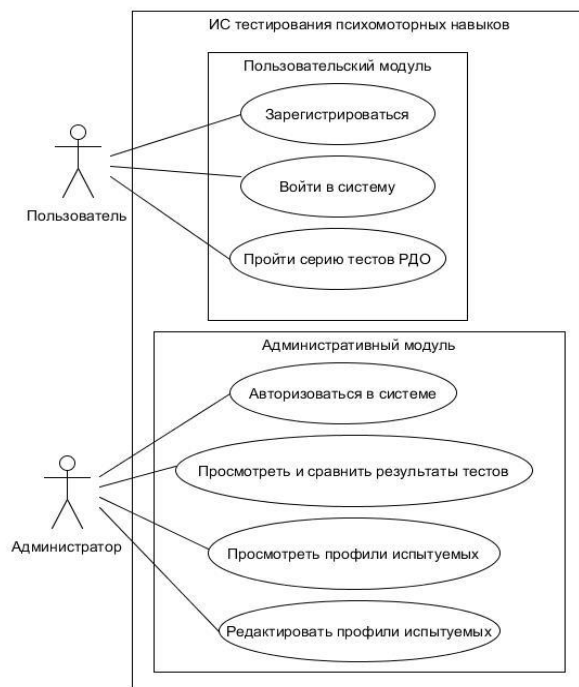 ИС тестирования психомоторных навыков
Пользовательский модуль
Зарегистрироваться
Войти в систему
Пользователь
Пройти серию тестов РДО
Административный модуль
Авторизоваться в системе
Просмотреть и сравнить результаты тестов
Администратор
Просмотреть профили испытуемых
Редактировать профили испытуемых